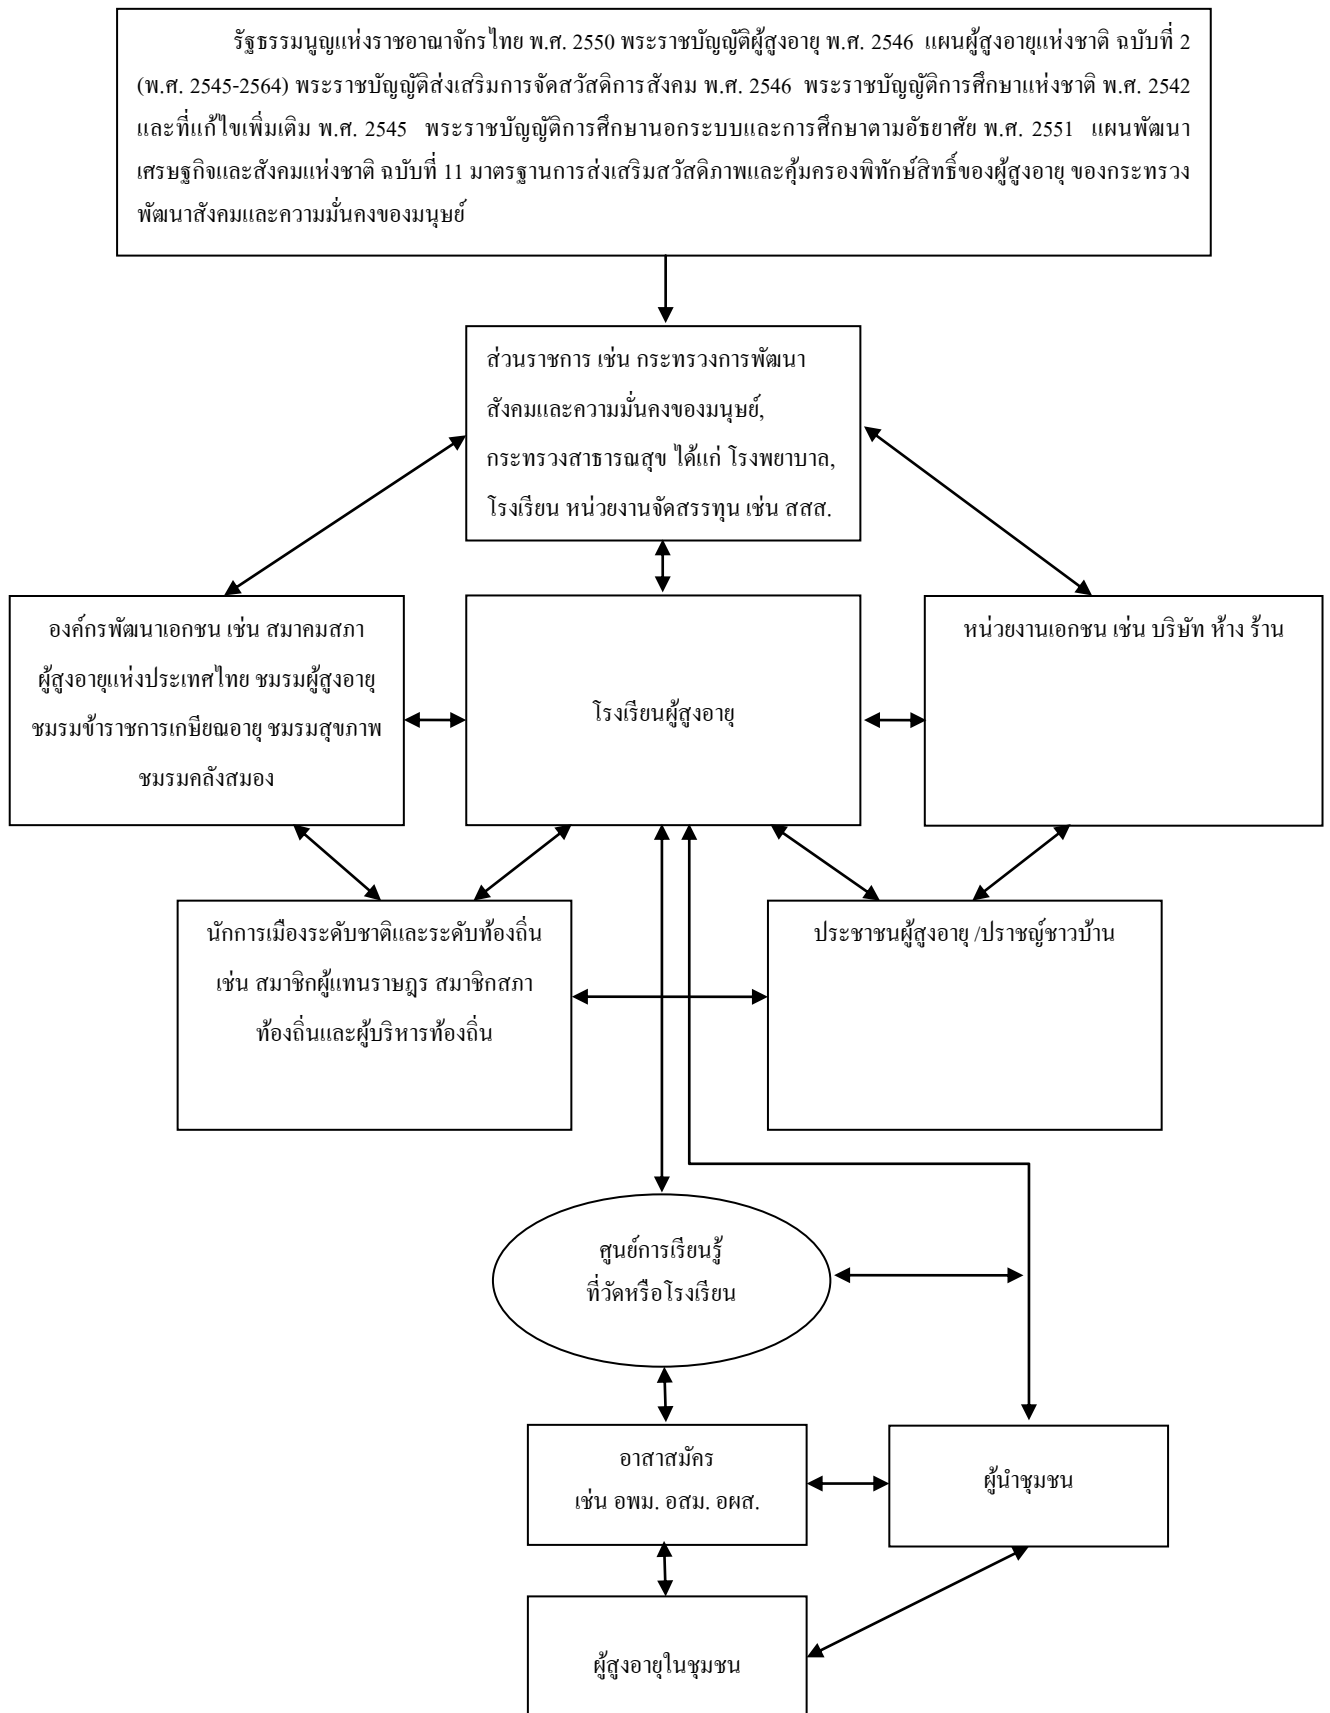 รัฐธรรมนูญแห่งราชอาณาจักรไทย พ.ศ. 2550 พระราชบัญญัติผู้สูงอายุ พ.ศ. 2546 แผนผู้สูงอายุแห่งชาติ ฉบับที่ 2
(พ.ศ. 2545-2564) พระราชบัญญัติส่งเสริมการจัดสวัสดิการสังคม พ.ศ. 2546 พระราชบัญญัติการศึกษาแห่งชาติ พ.ศ. 2542
และที่แก้ไขเพิ่มเติม พ.ศ. 2545 พระราชบัญญัติการศึกษานอกระบบและการศึกษาตามอัธยาศัย พ.ศ. 2551 แผนพัฒนา
เศรษฐกิจและสังคมแห่งชาติ ฉบับที่ 11 มาตรฐานการส่งเสริมสวัสดิภาพและคุ้มครองพิทักษ์สิทธิ์ของผู้สูงอายุ ของกระทรวง
พัฒนาสังคมและความมั่นคงของมนุษย์
ส่วนราชการ เช่น กระทรวงการพัฒนา
สังคมและความมั่นคงของมนุษย์,
กระทรวงสาธารณสุข ได้แก่ โรงพยาบาล,
โรงเรียน หน่วยงานจัดสรรทุน เช่น สสส.
องค์กรพัฒนาเอกชน เช่น สมาคมสภา
ผู้สูงอายุแห่งประเทศไทย ชมรมผู้สูงอายุ
ชมรมข้าราชการเกษียณอายุ ชมรมสุขภาพ
ชมรมคลังสมอง
โรงเรียนผู้สูงอายุ
หน่วยงานเอกชน เช่น บริษัท ห้าง ร้าน
นักการเมืองระดับชาติและระดับท้องถิ่น
เช่น สมาชิกผู้แทนราษฎร สมาชิกสภา
ท้องถิ่นและผู้บริหารท้องถิ่น
ประชาชนผู้สูงอายุ /ปราชญ์ชาวบ้าน
ศูนย์การเรียนรู้
ที่วัดหรือโรงเรียน
อาสาสมัคร
เช่น อพม. อสม. อผส.
ผู้นำชุมชน
ผู้สูงอายุในชุมชน